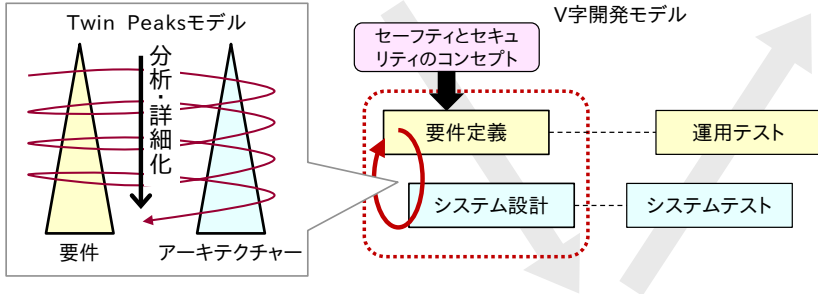 Twin Peaksモデル
分析・詳細化
要件
アーキテクチャー
V字開発モデル
セーフティとセキュ
リティのコンセプト
要件定義
運用テスト
システム設計
システムテスト